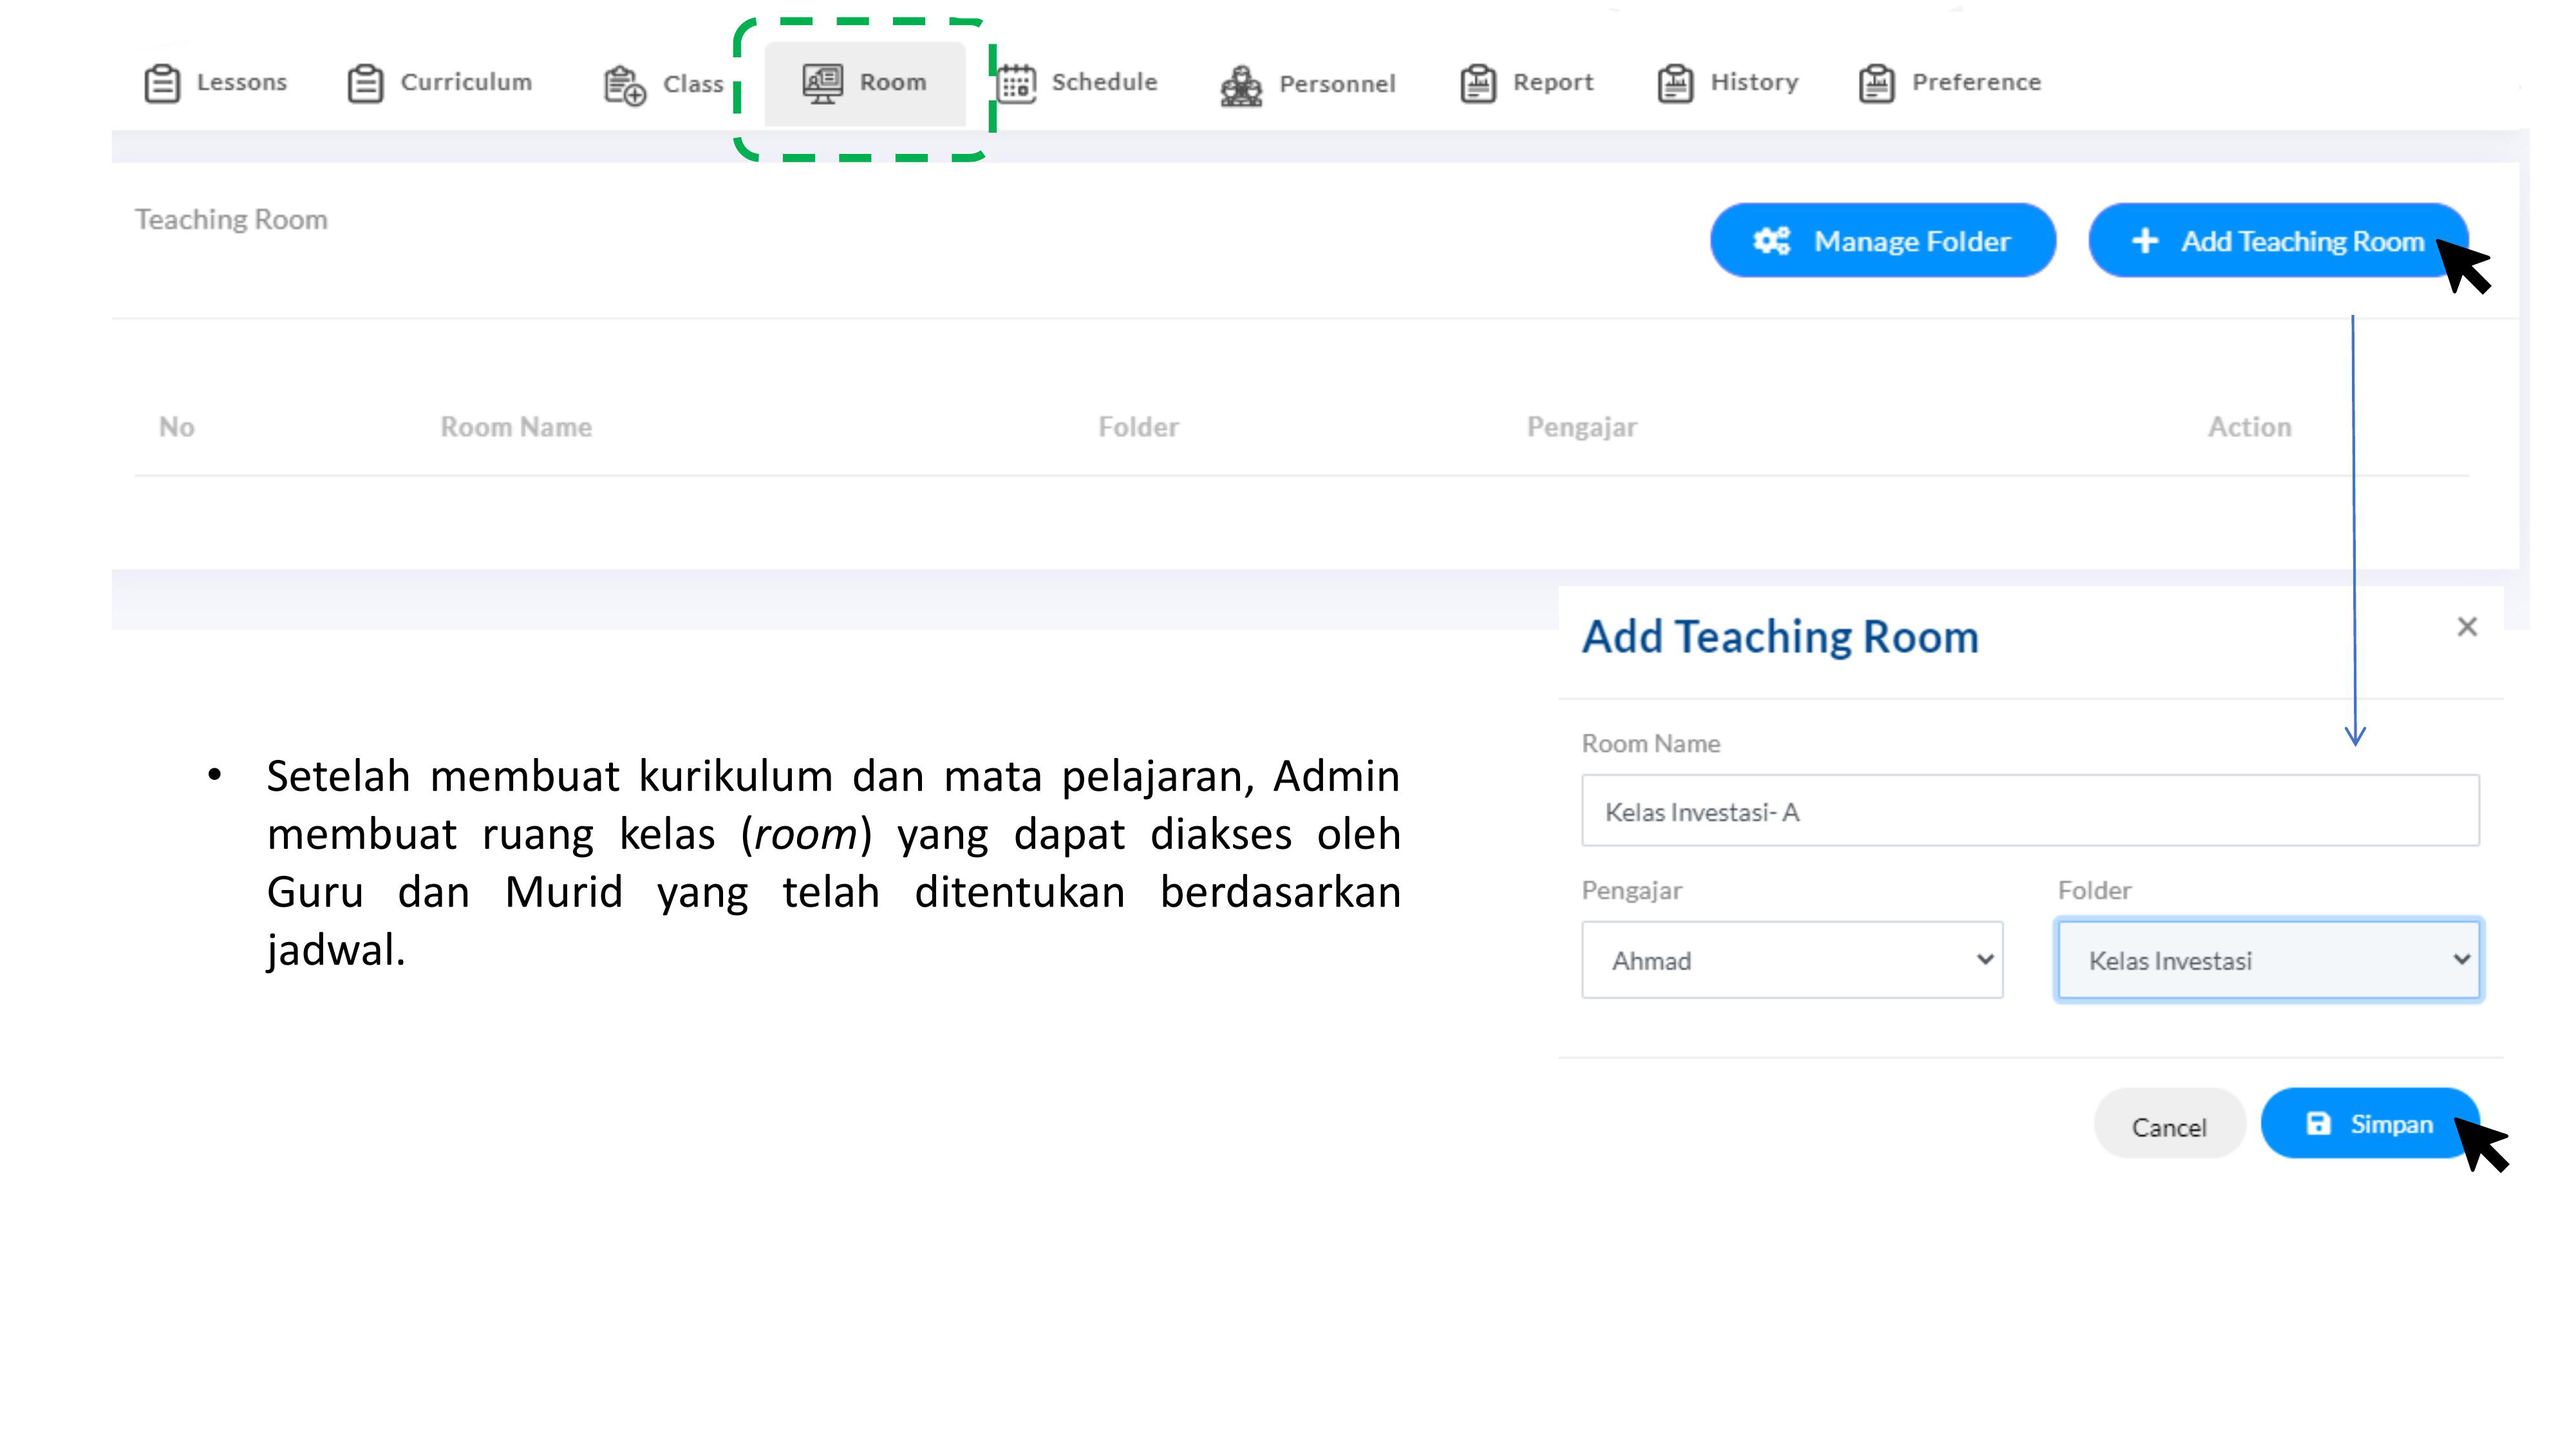 Lessons Curriculum Class Room Schedule Personnel Report History Preference
Teaching Room
Manage Folder
Add Teaching Room
No Room Name Folder Pengajar Action
Add Teaching Room ×
Room Name
Kelas Investasi- A
Pengajar Folder
Ahmad Kelas Investasi
Cancel Simpan
• Setelah membuat kurikulum dan mata pelajaran, Admin
membuat ruang kelas (room) yang dapat diakses oleh
Guru dan Murid yang telah ditentukan berdasarkan
jadwal.